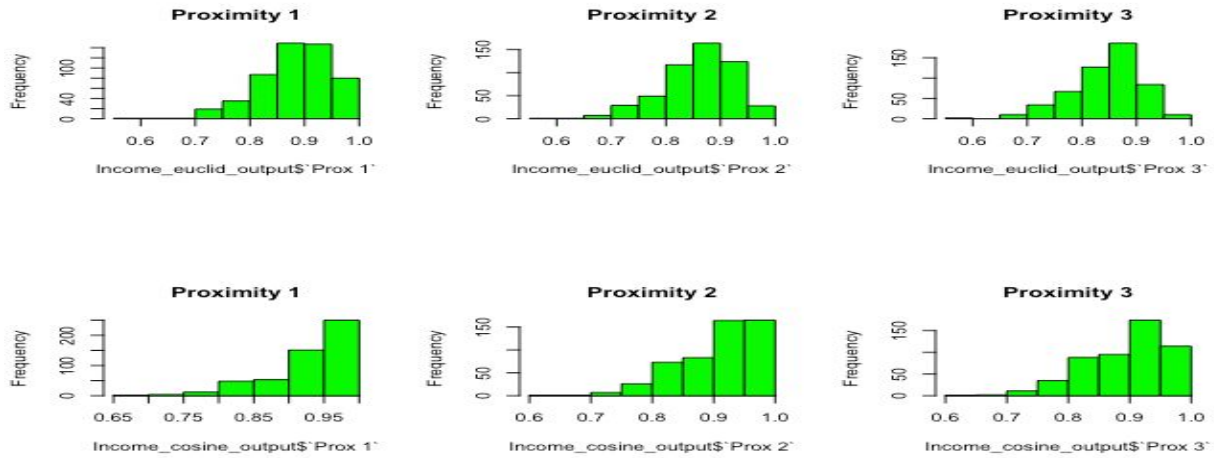 Proximity 1
Frequency
0 40 100
0.6 0.7 0.8 0.9 1.0
Income_euclid_output$`Prox 1`
Proximity 2
Frequency
0 50 150
0.6 0.7 0.8 0.9 1.0
Income_euclid_output$`Prox 2`
Proximity 3
Frequency
0 50 150
0.6 0.7 0.8 0.9 1.0
Income_euclid_output$`Prox 3`
Proximity 1
Frequency
0 100 200
0.65 0.75 0.85 0.95
Income_cosine_output$`Prox 1`
Proximity 2
Frequency
0 50 150
0.6 0.7 0.8 0.9 1.0
Income_cosine_output$`Prox 2`
Proximity 3
Frequency
0 50 150
0.6 0.7 0.8 0.9 1.0
Income_cosine_output$`Prox 3`